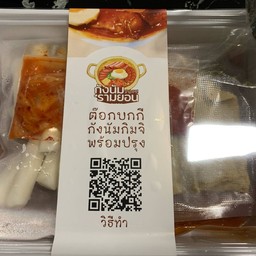 กังนัม
รามยอน
ต๊อกบกกี
กังนัมกิมจิ
พร้อมปรุง
วิธีทำ